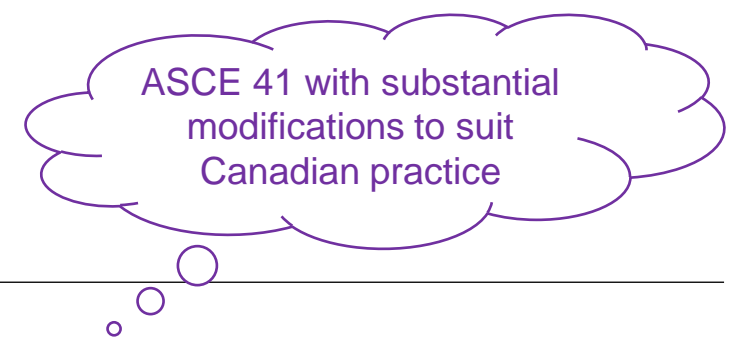 ASCE 41 with substantial
modifications to suit
Canadian practice